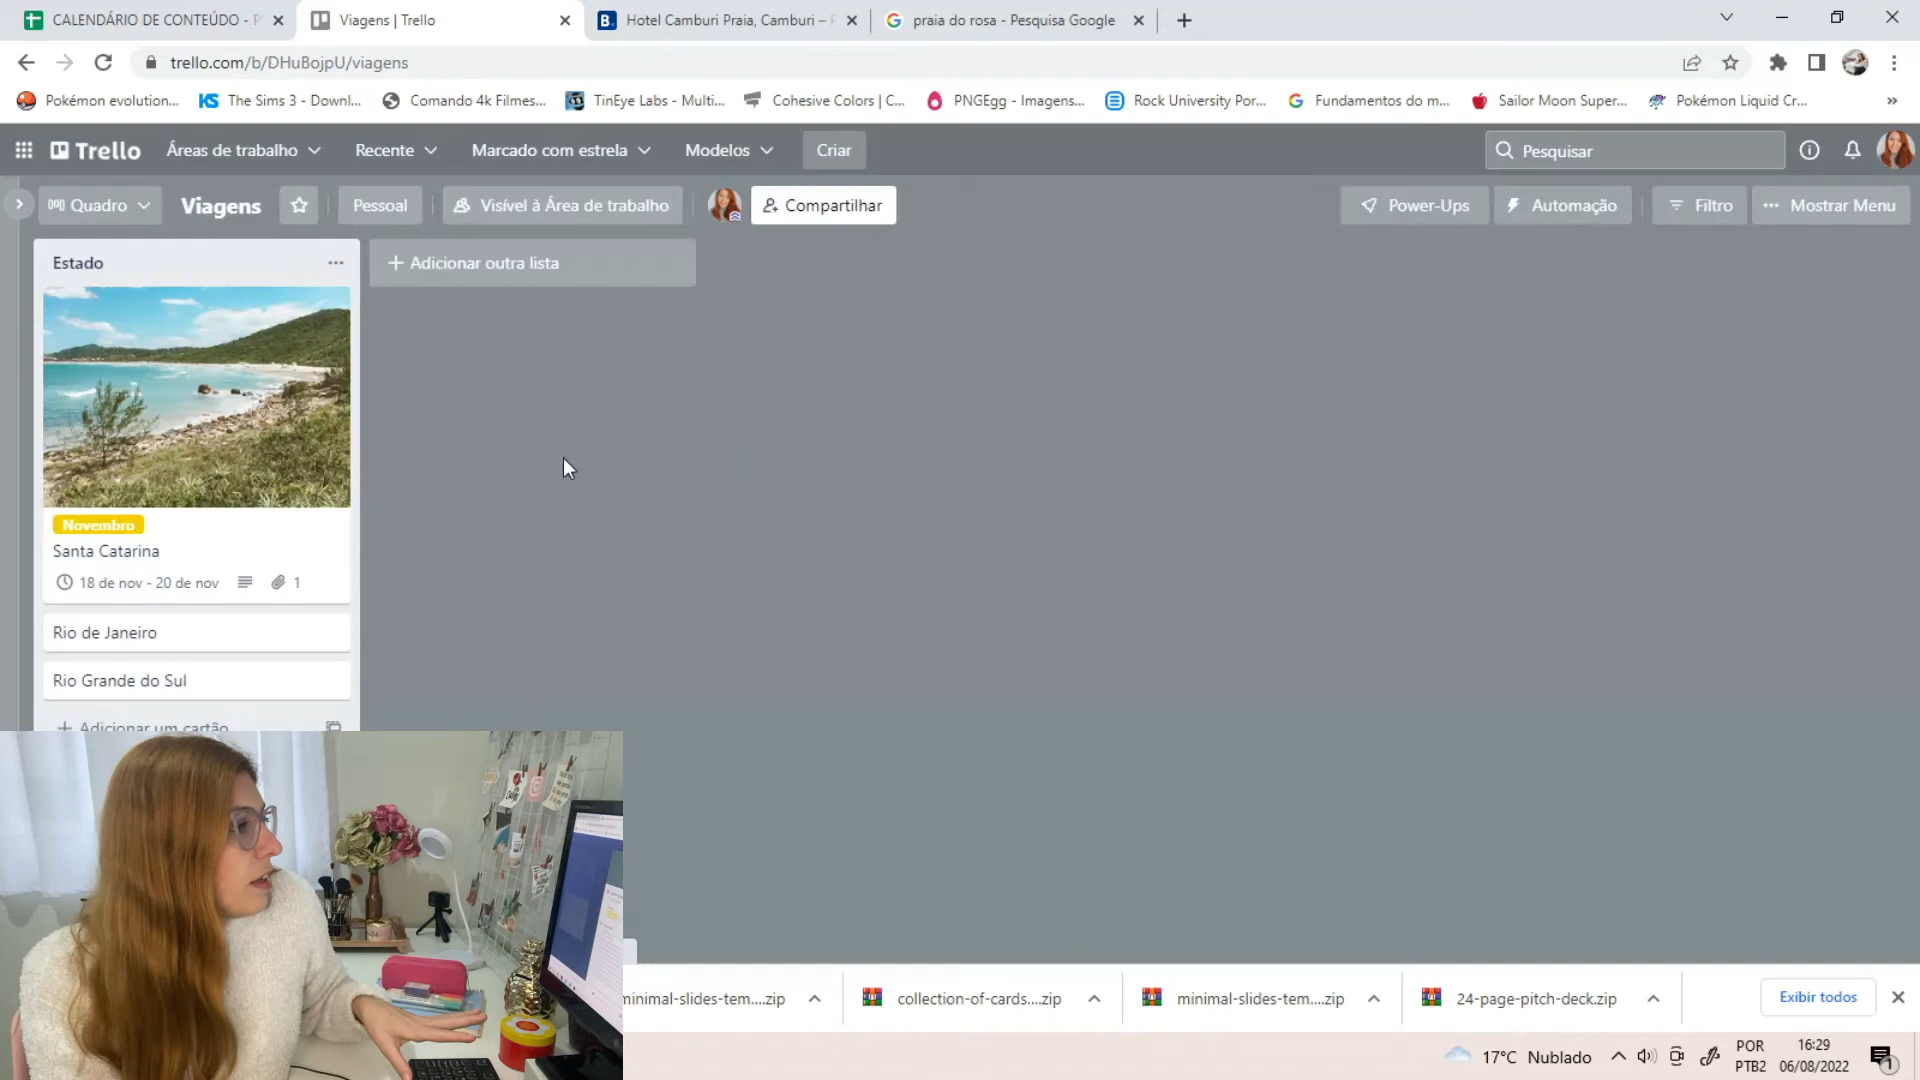 CALENDÁRIO DE CONTEÚDO - P
Viagens | Trello
Hotel Camburi Praia, Camburi –
praia do rosa - Pesquisa Google
trello.com/b/DHuBojpU/viagens
Pokémon evolution...
The Sims 3 - Downl...
Comando 4k Filmes...
TinEye Labs - Multi...
Cohesive Colors | C...
PNGEgg - Imagens...
Rock University Por...
Fundamentos do m...
Sailor Moon Super...
Pokémon Liquid Cr...
Trello
Áreas de trabalho
Recente
Marcado com estrela
Modelos
Criar
Pesquisar
Quadro
Viagens
Pessoal
Visível à Área de trabalho
Compartilhar
Power-Ups
Automação
Filtro
Mostrar Menu
Estado
Adicionar outra lista
Novembro
Santa Catarina
18 de nov - 20 de nov
1
Rio de Janeiro
Rio Grande do Sul
Adicionar um cartão
minimal-slides-tem....zip
collection-of-cards....zip
minimal-slides-tem....zip
24-page-pitch-deck.zip
Exibir todos
17°C Nublado
POR
PTB2
16:29
06/08/2022
1